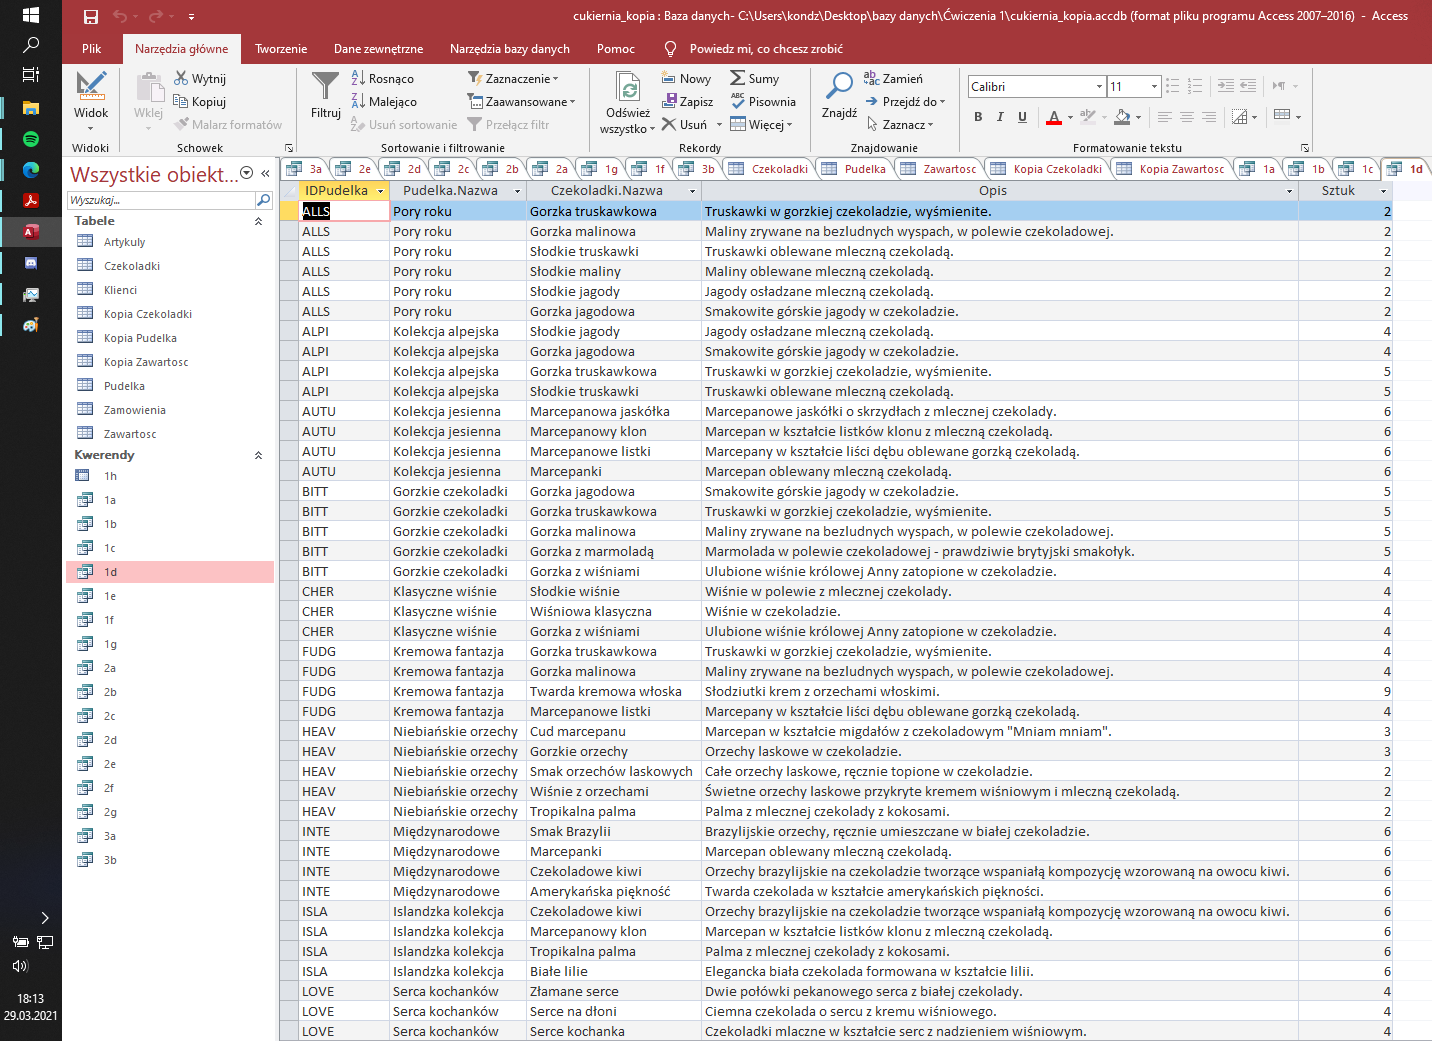 cukiernia_kopia : Baza danych- C:\Users\kondz\Desktop\bazy danych\Ćwiczenia 1\cukiernia_kopia.accdb (format pliku programu Access 2007–2016) - Access
Plik Narzędzia główne Tworzenie Dane zewnętrzne Narzędzia bazy danych Pomoc Powiedz mi, co chcesz zrobić
Widok
Widoki
Wklej
Wytnij
Kopiuj
Malarz formatów
Schowek
Filtruj
Rosnąco
Malejąco
Usuń sortowanie
Zaznaczenie
Zaawansowane
Przełącz filtr
Sortowanie i filtrowanie
Odśwież
wszystko
Nowy
Zapisz
Usuń
Sumy
Pisownia
Więcej
Rekordy
Znajdź
Zamień
Przejdź do
Zaznacz
Znajdowanie
Calibri 11
B I U
Formatowanie tekstu
Wszystkie obiekt...
Wyszukaj...
Tabele
Artykuly
Czekoladki
Klienci
Kopia Czekoladki
Kopia Pudelka
Kopia Zawartosc
Pudelka
Zamowienia
Zawartosc
Kwerendy
1h
1a
1b
1c
1d
1e
1f
1g
2a
2b
2c
2d
2e
2f
2g
3a
3b
3a 2e 2d 2c 2b 2a 1g 1f 3b Czekoladki Pudelka Zawartosc Kopia Czekoladki Kopia Zawartosc 1a 1b 1c 1d
IDPudelka Pudelka.Nazwa Czekoladki.Nazwa Opis Sztuk
ALLS Pory roku Gorzka truskawkowa Truskawki w gorzkiej czekoladzie, wyśmienite. 2
ALLS Pory roku Gorzka malinowa Maliny zrywane na bezludnych wyspach, w polewie czekoladowej. 2
ALLS Pory roku Słodkie truskawki Truskawki oblewane mleczną czekoladą. 2
ALLS Pory roku Słodkie maliny Maliny oblewane mleczną czekoladą. 2
ALLS Pory roku Słodkie jagody Jagody osładzane mleczną czekoladą. 2
ALLS Pory roku Gorzka jagodowa Smakowite górskie jagody w czekoladzie. 2
ALPI Kolekcja alpejska Słodkie jagody Jagody osładzane mleczną czekoladą. 4
ALPI Kolekcja alpejska Gorzka jagodowa Smakowite górskie jagody w czekoladzie. 4
ALPI Kolekcja alpejska Gorzka truskawkowa Truskawki w gorzkiej czekoladzie, wyśmienite. 5
ALPI Kolekcja alpejska Słodkie truskawki Truskawki oblewane mleczną czekoladą. 5
AUTU Kolekcja jesienna Marcepanowa jaskółka Marcepanowe jaskółki o skrzydłach z mlecznej czekolady. 6
AUTU Kolekcja jesienna Marcepanowy klon Marcepan w kształcie listków klonu z mleczną czekoladą. 6
AUTU Kolekcja jesienna Marcepanowe listki Marcepany w kształcie liści dębu oblewane gorzką czekoladą. 6
AUTU Kolekcja jesienna Marcepanki Marcepan oblewany mleczną czekoladą. 6
BITT Gorzkie czekoladki Gorzka jagodowa Smakowite górskie jagody w czekoladzie. 5
BITT Gorzkie czekoladki Gorzka truskawkowa Truskawki w gorzkiej czekoladzie, wyśmienite. 5
BITT Gorzkie czekoladki Gorzka malinowa Maliny zrywane na bezludnych wyspach, w polewie czekoladowej. 5
BITT Gorzkie czekoladki Gorzka z marmoladą Marmolada w polewie czekoladowej - prawdziwie brytyjski smakołyk. 5
BITT Gorzkie czekoladki Gorzka z wiśniami Ulubione wiśnie królowej Anny zatopione w czekoladzie. 4
CHER Klasyczne wiśnie Słodkie wiśnie Wiśnie w polewie z mlecznej czekolady. 4
CHER Klasyczne wiśnie Wiśniowa klasyczna Wiśnie w czekoladzie. 4
CHER Klasyczne wiśnie Gorzka z wiśniami Ulubione wiśnie królowej Anny zatopione w czekoladzie. 4
FUDG Kremowa fantazja Gorzka truskawkowa Truskawki w gorzkiej czekoladzie, wyśmienite. 4
FUDG Kremowa fantazja Gorzka malinowa Maliny zrywane na bezludnych wyspach, w polewie czekoladowej. 4
FUDG Kremowa fantazja Twarda kremowa włoska Słodziutki krem z orzechami włoskimi. 9
FUDG Kremowa fantazja Marcepanowe listki Marcepany w kształcie liści dębu oblewane gorzką czekoladą. 4
HEAV Niebiańskie orzechy Cud marcepanu Marcepan w kształcie migdałów z czekoladowym "Mniam mniam". 3
HEAV Niebiańskie orzechy Gorzkie orzechy Orzechy laskowe w czekoladzie. 3
HEAV Niebiańskie orzechy Smak orzechów laskowych Całe orzechy laskowe, ręcznie topione w czekoladzie. 2
HEAV Niebiańskie orzechy Wiśnie z orzechami Świetne orzechy laskowe przykryte kremem wiśniowym i mleczną czekoladą. 2
HEAV Niebiańskie orzechy Tropikalna palma Palma z mlecznej czekolady z kokosami. 2
INTE Międzynarodowe Smak Brazylii Brazylijskie orzechy, ręcznie umieszczane w białej czekoladzie. 6
INTE Międzynarodowe Marcepanki Marcepan oblewany mleczną czekoladą. 6
INTE Międzynarodowe Czekoladowe kiwi Orzechy brazylijskie na czekoladzie tworzące wspaniałą kompozycję wzorowaną na owocu kiwi. 6
INTE Międzynarodowe Amerykańska piękność Twarda czekolada w kształcie amerykańskich piękności. 6
ISLA Islandzka kolekcja Czekoladowe kiwi Orzechy brazylijskie na czekoladzie tworzące wspaniałą kompozycję wzorowaną na owocu kiwi. 6
ISLA Islandzka kolekcja Marcepanowy klon Marcepan w kształcie listków klonu z mleczną czekoladą. 6
ISLA Islandzka kolekcja Tropikalna palma Palma z mlecznej czekolady z kokosami. 6
ISLA Islandzka kolekcja Białe lilie Elegancka biała czekolada formowana w kształcie lilii. 6
LOVE Serca kochanków Złamane serce Dwie połówki pekanowego serca z białej czekolady. 4
LOVE Serca kochanków Serce na dłoni Ciemna czekolada o sercu z kremu wiśniowego. 4
LOVE Serca kochanków Serce kochanka Czekoladki mlaczne w kształcie serc z nadzieniem wiśniowym. 4
18:13
29.03.2021